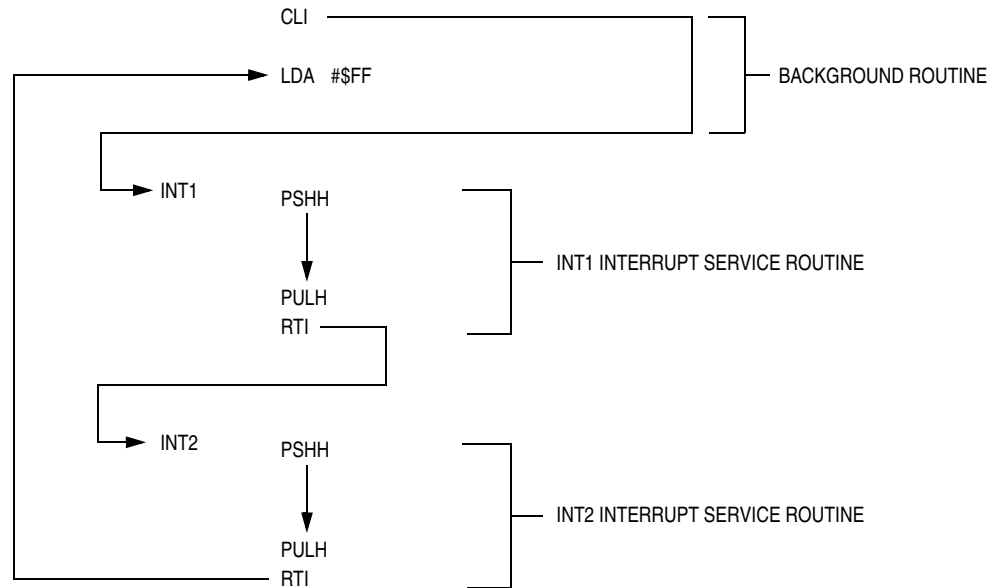 CLI
LDA #$FF
BACKGROUND ROUTINE
INT1
PSHH
INT1 INTERRUPT SERVICE ROUTINE
PULH
RTI
INT2
PSHH
INT2 INTERRUPT SERVICE ROUTINE
PULH
RTI